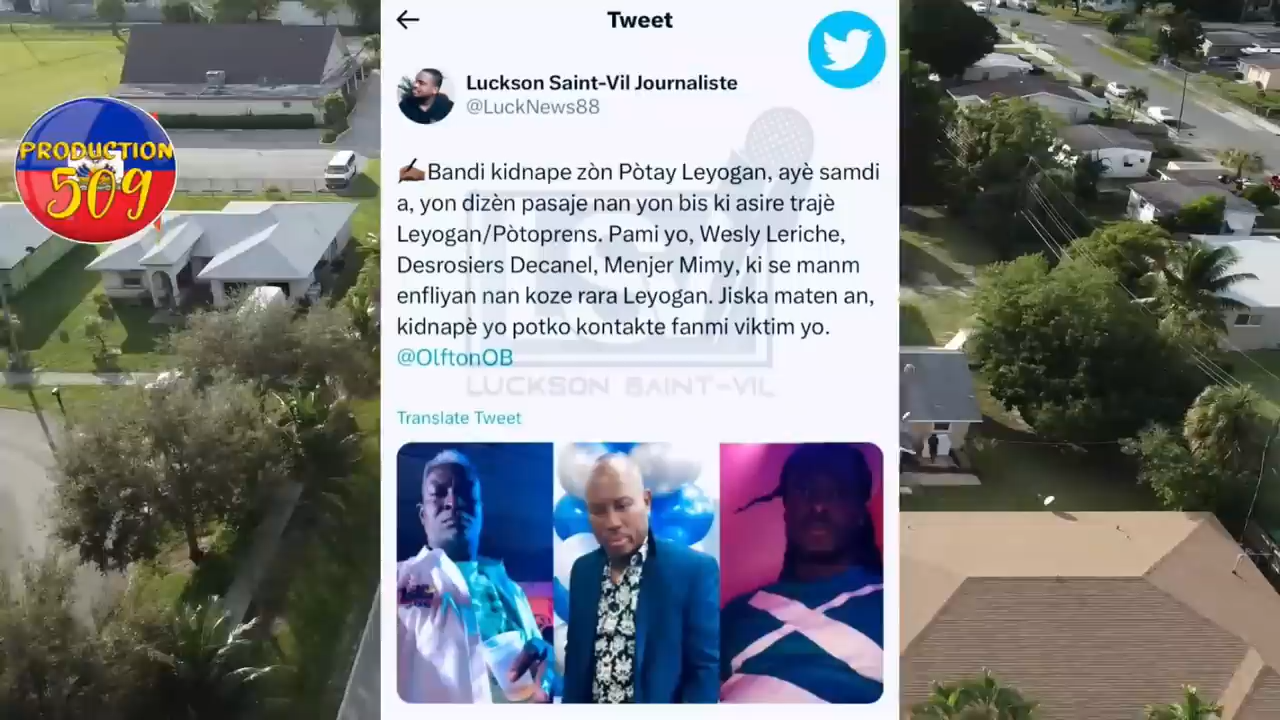 Tweet
PRODUCTION
509
Luckson Saint-Vil Journaliste
@LuckNews88
Bandi kidnape zòn Pòtay Leyogan, ayè samdi
a, yon dizèn pasaje nan yon bis ki asire trajè
Leyogan/Pòtoprens. Pami yo, Wesly Leriche,
Desrosiers Decanel, Menjer Mimy, ki se manm
enfliyan nan koze rara Leyogan. Jiska maten an,
kidnapè yo potko kontakte fanmi viktim yo.
@OlftonOB
LUCKSON SAINT-VIL
Translate Tweet